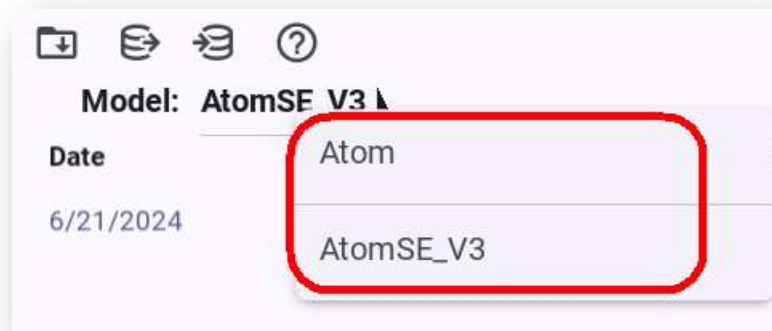 Model: AtomSE_V3
Date
Atom
6/21/2024
AtomSE_V3